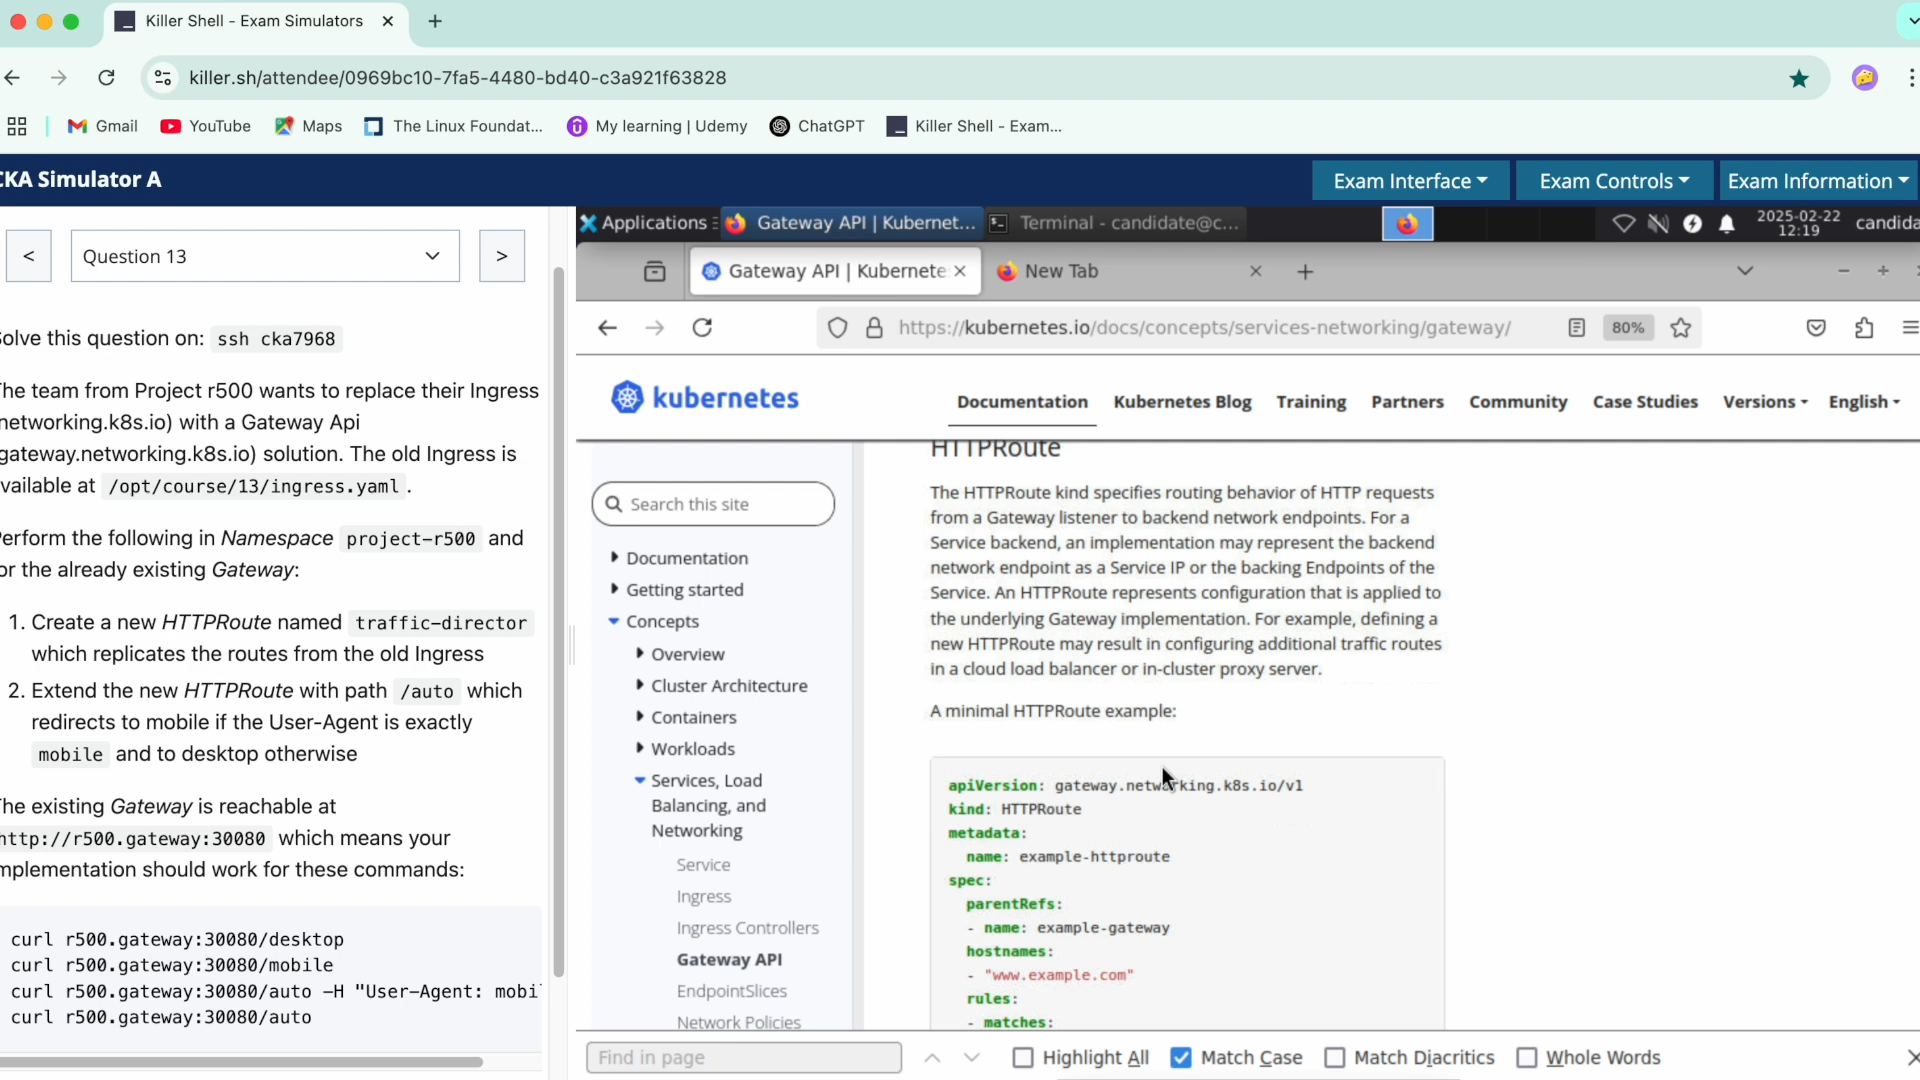 Killer Shell - Exam Simulators
killer.sh/attendee/0969bc10-7fa5-4480-bd40-c3a921f63828
Gmail YouTube Maps The Linux Foundat... My learning | Udemy ChatGPT Killer Shell - Exam...
CKA Simulator A
Exam Interface Exam Controls Exam Information
< Question 13 >
olve this question on: ssh cka7968
he team from Project r500 wants to replace their Ingress
networking.k8s.io) with a Gateway Api
gateway.networking.k8s.io) solution. The old Ingress is
vailable at /opt/course/13/ingress.yaml .
erform the following in Namespace project-r500 and
or the already existing Gateway:
1. Create a new HTTPRoute named traffic-director
which replicates the routes from the old Ingress
2. Extend the new HTTPRoute with path /auto which
redirects to mobile if the User-Agent is exactly
mobile and to desktop otherwise
he existing Gateway is reachable at
http://r500.gateway:30080 which means your
mplementation should work for these commands:
curl r500.gateway:30080/desktop
curl r500.gateway:30080/mobile
curl r500.gateway:30080/auto -H "User-Agent: mobi
curl r500.gateway:30080/auto
Applications Gateway API | Kubernet... Terminal - candidate@c... 2025-02-22
12:19 candida
Gateway API | Kubernete New Tab
https://kubernetes.io/docs/concepts/services-networking/gateway/ 80%
kubernetes
Documentation Kubernetes Blog Training Partners Community Case Studies Versions English
Search this site
Documentation
Getting started
Concepts
Overview
Cluster Architecture
Containers
Workloads
Services, Load
Balancing, and
Networking
Service
Ingress
Ingress Controllers
Gateway API
EndpointSlices
Network Policies
HTTPRoute
The HTTPRoute kind specifies routing behavior of HTTP requests
from a Gateway listener to backend network endpoints. For a
Service backend, an implementation may represent the backend
network endpoint as a Service IP or the backing Endpoints of the
Service. An HTTPRoute represents configuration that is applied to
the underlying Gateway implementation. For example, defining a
new HTTPRoute may result in configuring additional traffic routes
in a cloud load balancer or in-cluster proxy server.
A minimal HTTPRoute example:
apiVersion: gateway.networking.k8s.io/v1
kind: HTTPRoute
metadata:
name: example-httproute
spec:
parentRefs:
- name: example-gateway
hostnames:
- "www.example.com"
rules:
- matches:
Find in page Highlight All Match Case Match Diacritics Whole Words